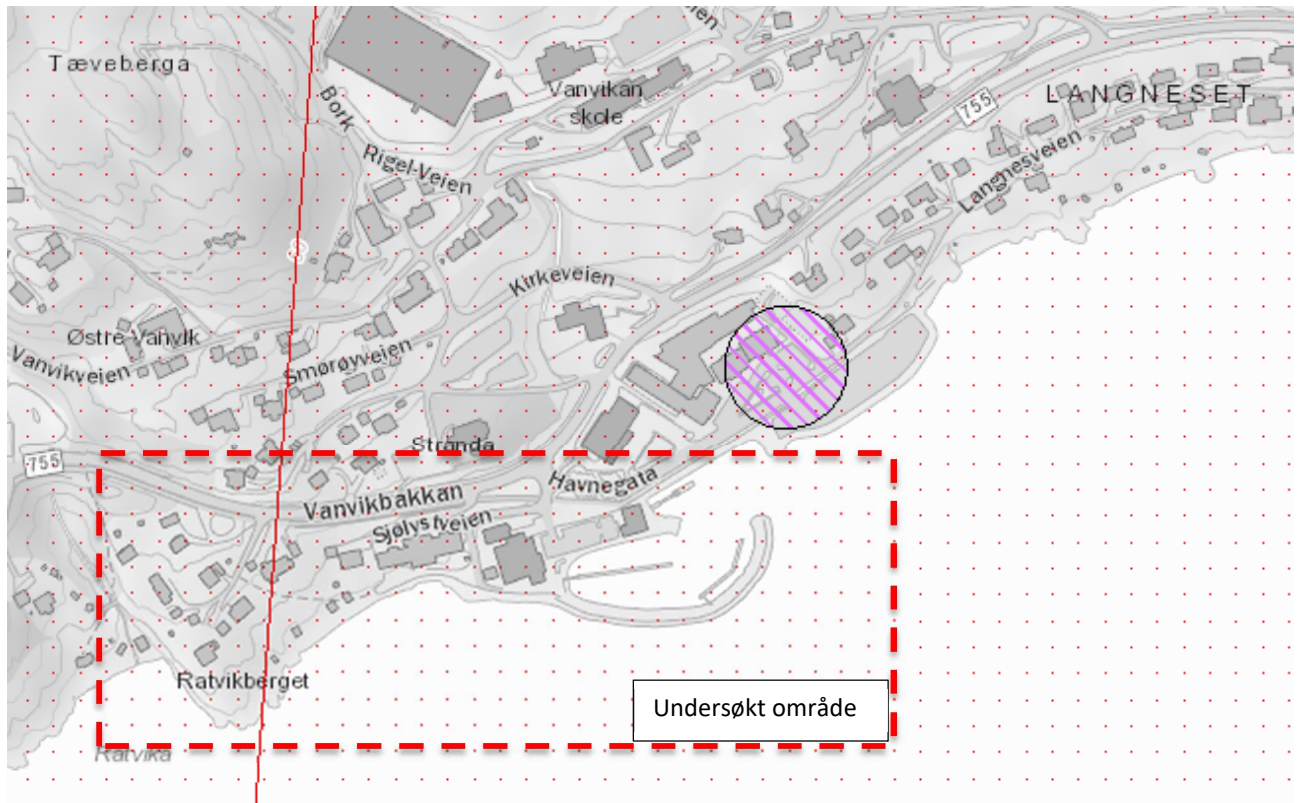 Tæveberga
Bork
Rigel-Veien
Vanvikan
skole
755
LANGNESET
Langnesveien
Kirkeveien
Østre-Vanvik
Vanvikveien
Smørøyveien
Stranda
755
Vanvikbakkan
Havnegata
Sjølystveien
Ratvikberget
Undersøkt område
Ratvika